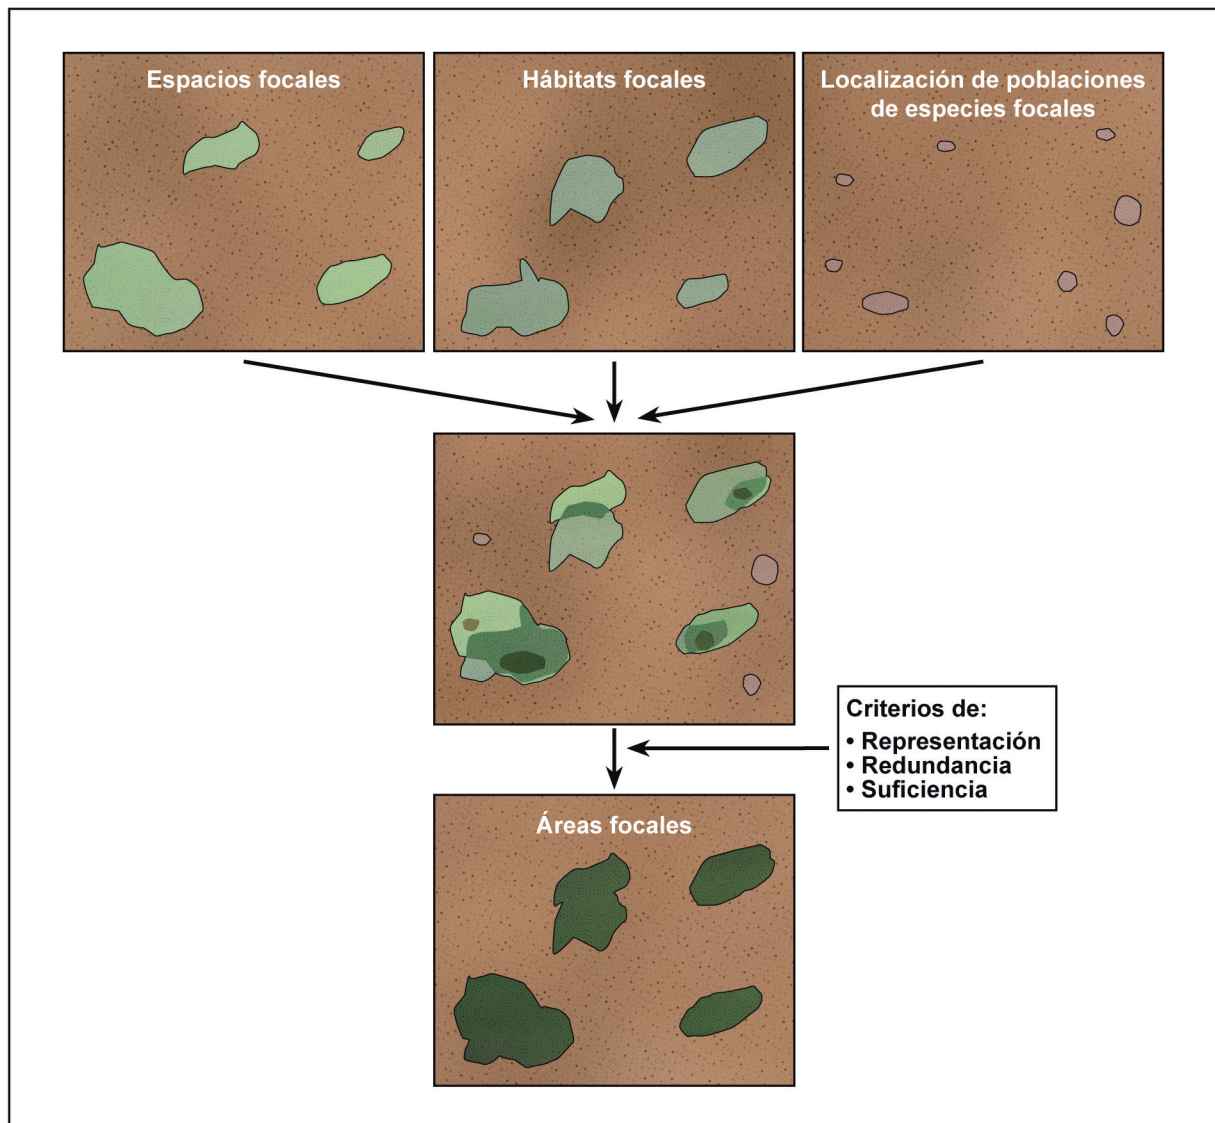 Espacios focales
Hábitats focales
Localización de poblaciones
de especies focales
Criterios de:
• Representación
• Redundancia
• Suficiencia
Áreas focales